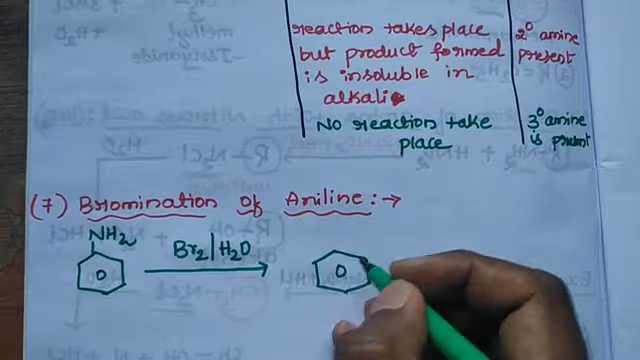 reaction takes place
but product formed
is insoluble in
alkali
2° amine
present
No reaction take
place
3° amine
is present
(7) Bromination of Aniline:→
NH2
Br2|H2O